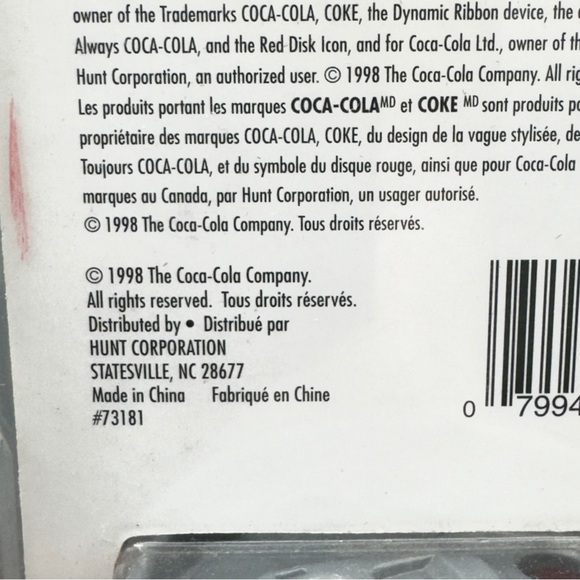 owner of the Trademarks COCA-COLA, COKE, the Dynamic Ribbon device, the
Always COCA-COLA, and the Red Disk Icon, and for Coca-Cola Ltd., owner of
Hunt Corporation, an authorized user. © 1998 The Coca-Cola Company. All
Les produits portant les marques COCA-COLA MD et COKE MD sont produits
propriétaire des marques COCA-COLA, COKE, du design de la vague stylisée,
Toujours COCA-COLA, et du symbole du disque rouge, ainsi que pour Coca-Cola
marques au Canada, par Hunt Corporation, un usager autorisé.
© 1998 The Coca-Cola Company. Tous droits réservés.
© 1998 The Coca-Cola Company.
All rights reserved. Tous droits réservés.
Distributed by • Distribué par
HUNT CORPORATION
STATESVILLE, NC 28677
Made in China Fabriqué en Chine
#73181
0 7994